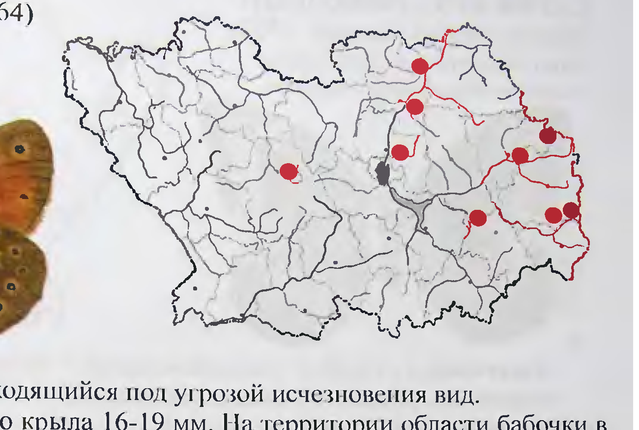 64)
ходящийся под угрозой исчезновения вид.
о крыла 16-19 мм. На территории области бабочки в